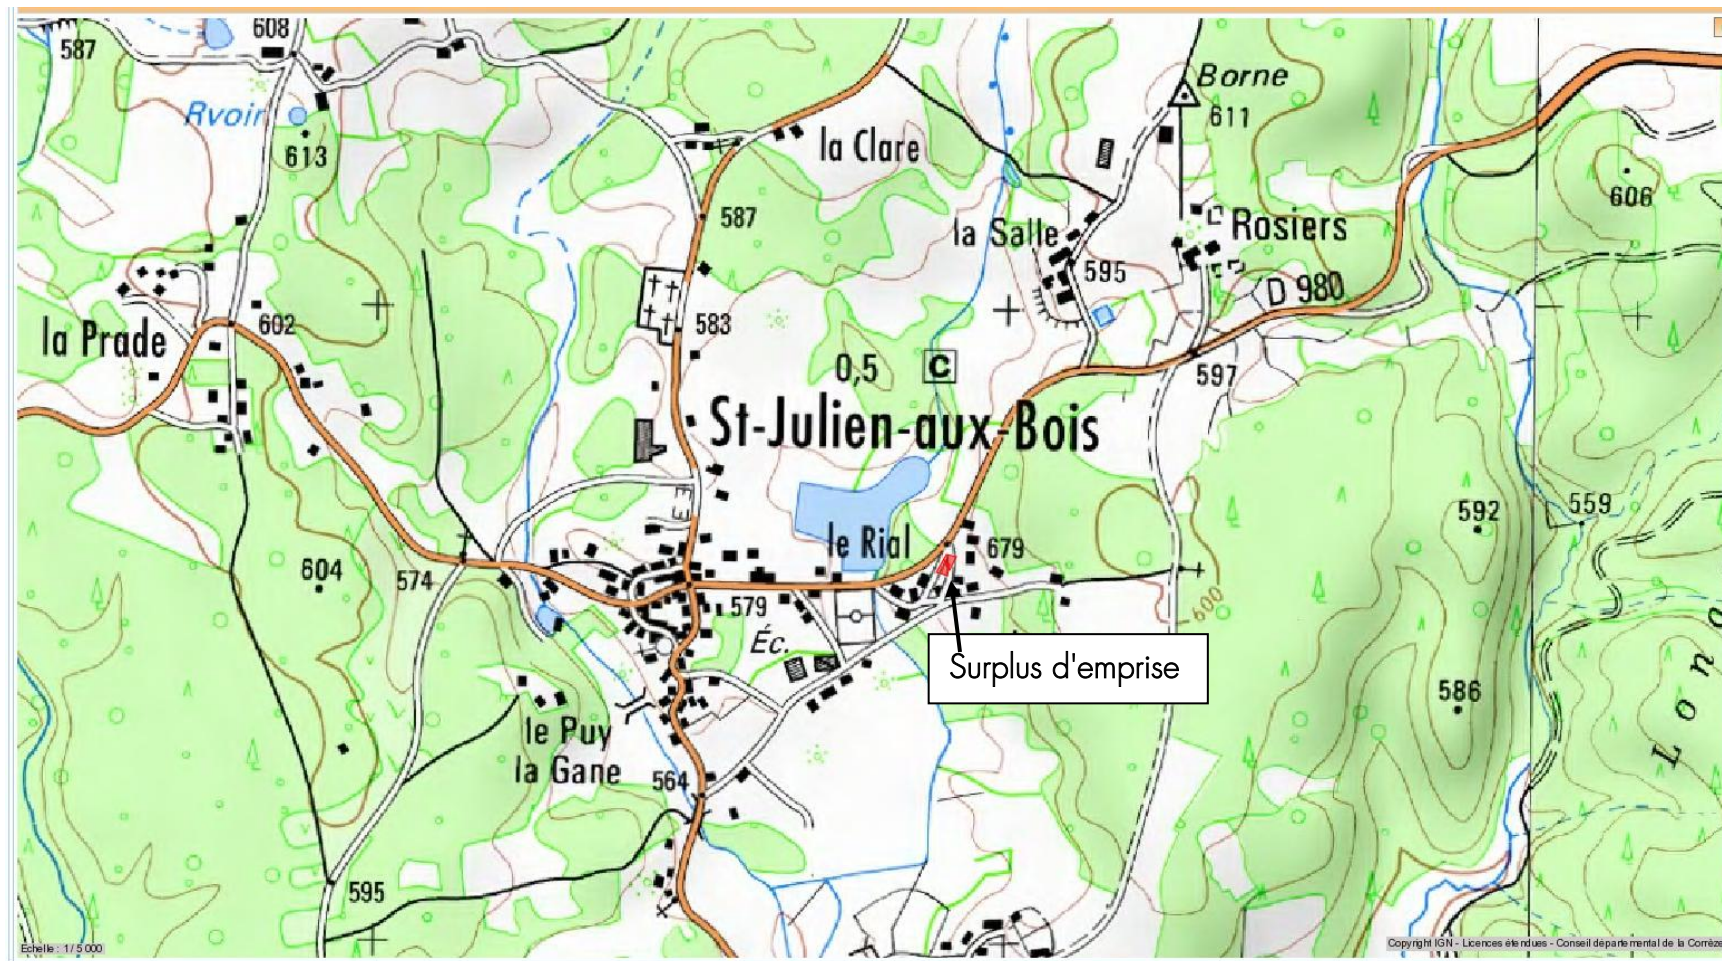 608
587
Rvoir
613
Borne
611
la Clare
606
587
la Salle
Rosiers
595
D 980
la Prade
602
583
0,5
C
597
St-Julien-aux-Bois
592
559
le Rial
679
604
574
579
600
Éc.
Surplus d'emprise
586
le Puy
la Gane
564
595
Echelle : 1/ 5 000
Copyright IGN - Licences étendues - Conseil départemental de la Corrèze